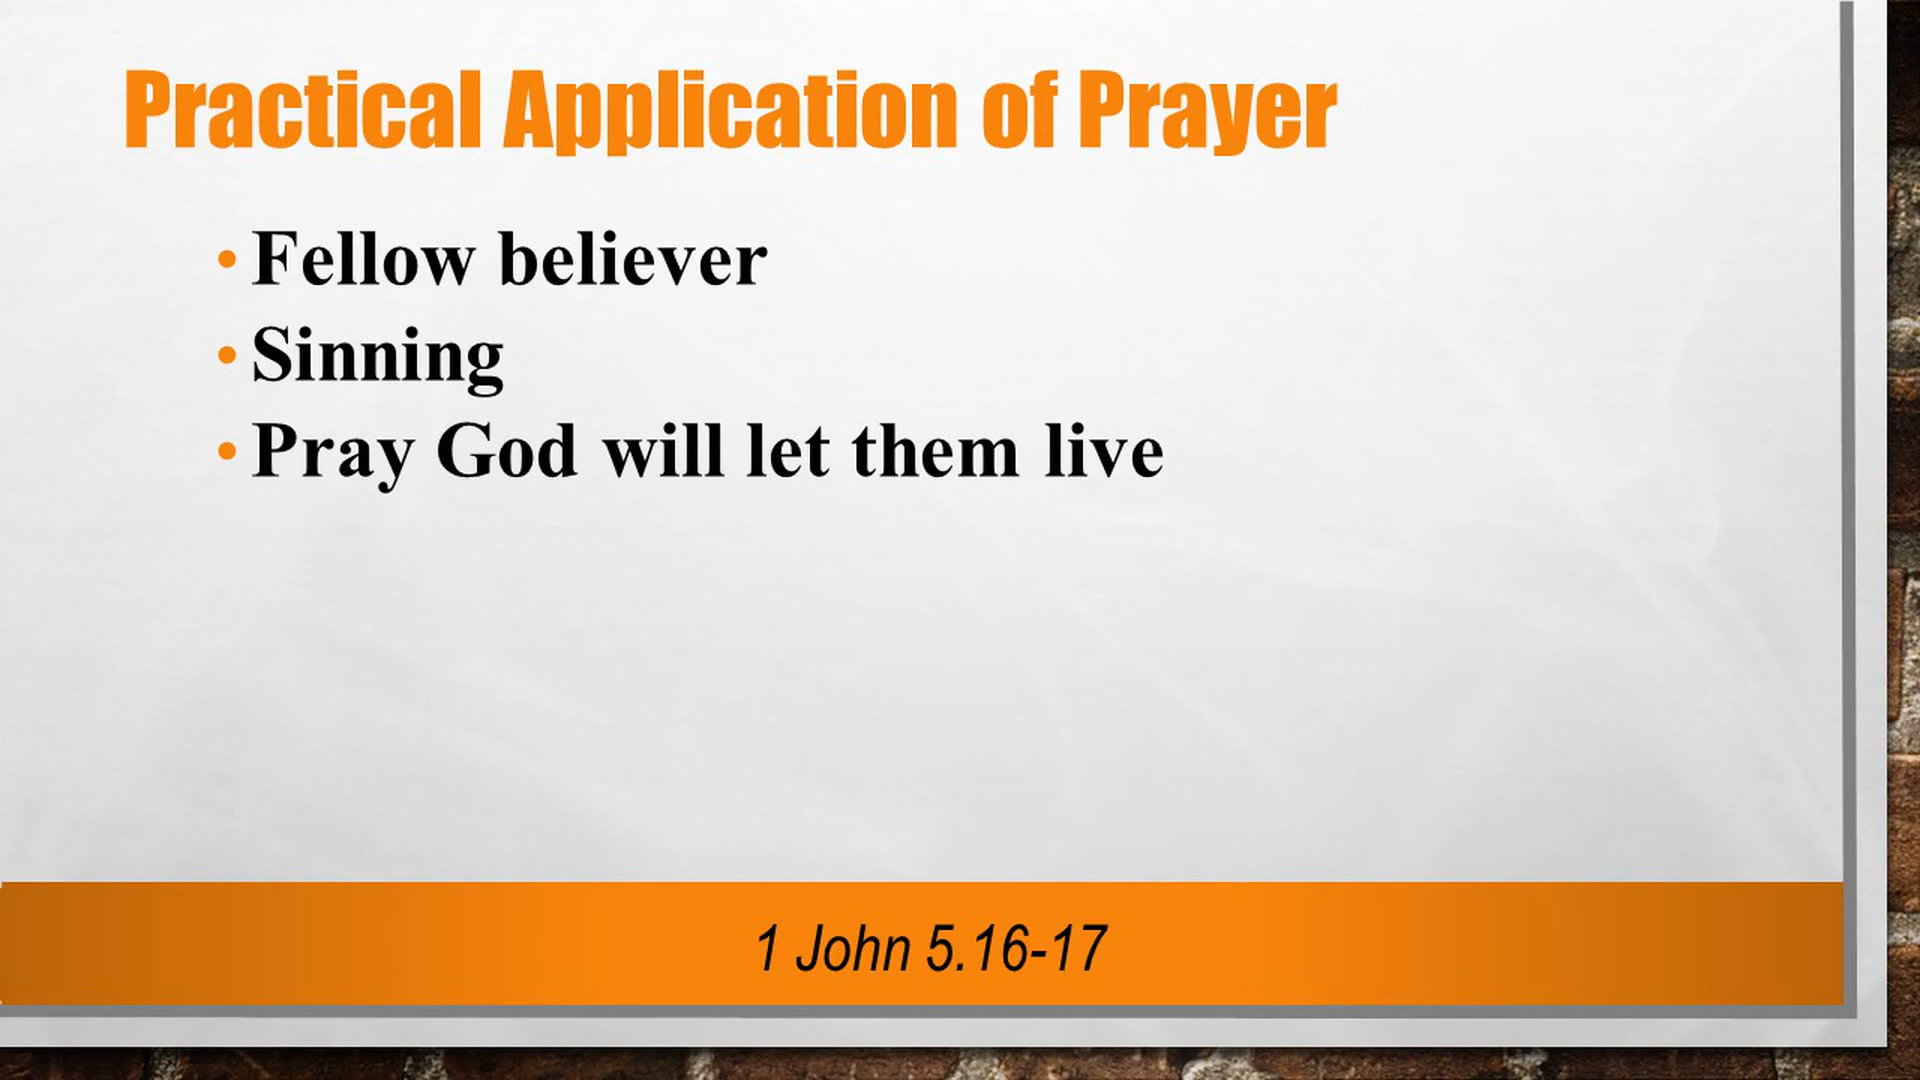 Practical Application of Prayer
• Fellow believer
• Sinning
• Pray God will let them live
1 John 5.16-17